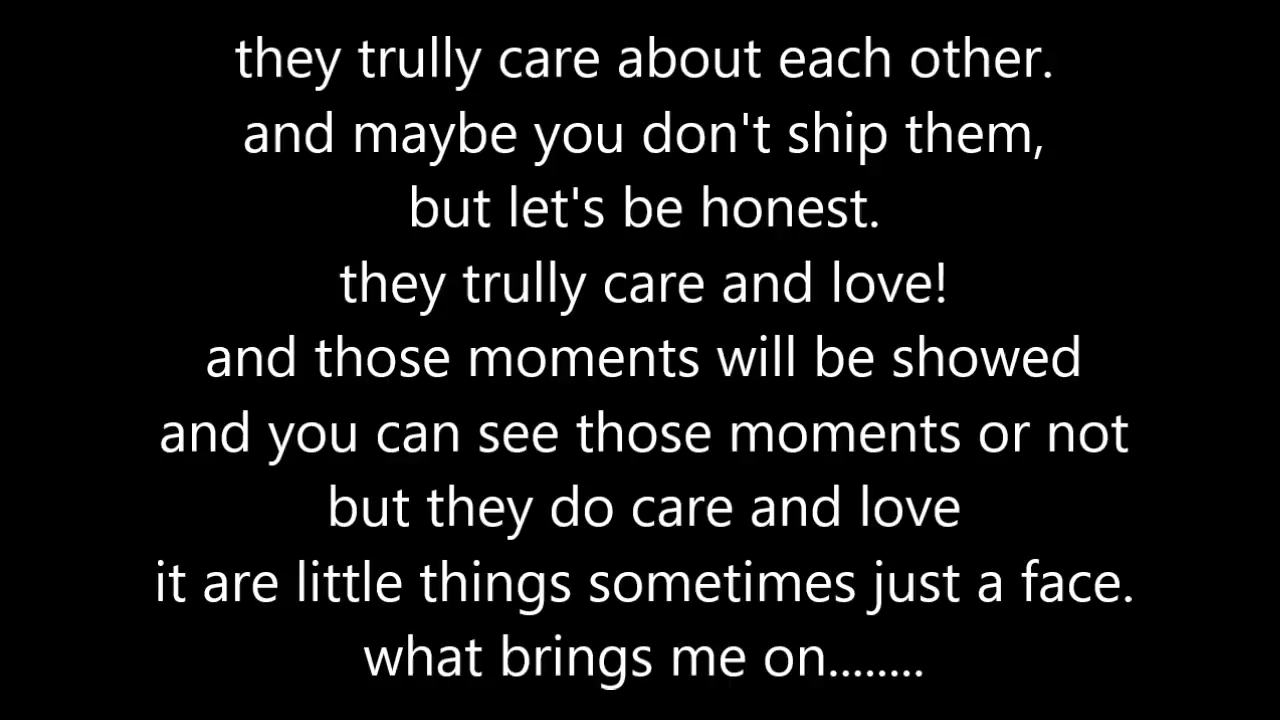 they trully care about each other.
and maybe you don't ship them,
but let's be honest.
they trully care and love!
and those moments will be showed
and you can see those moments or not
but they do care and love
it are little things sometimes just a face.
what brings me on........